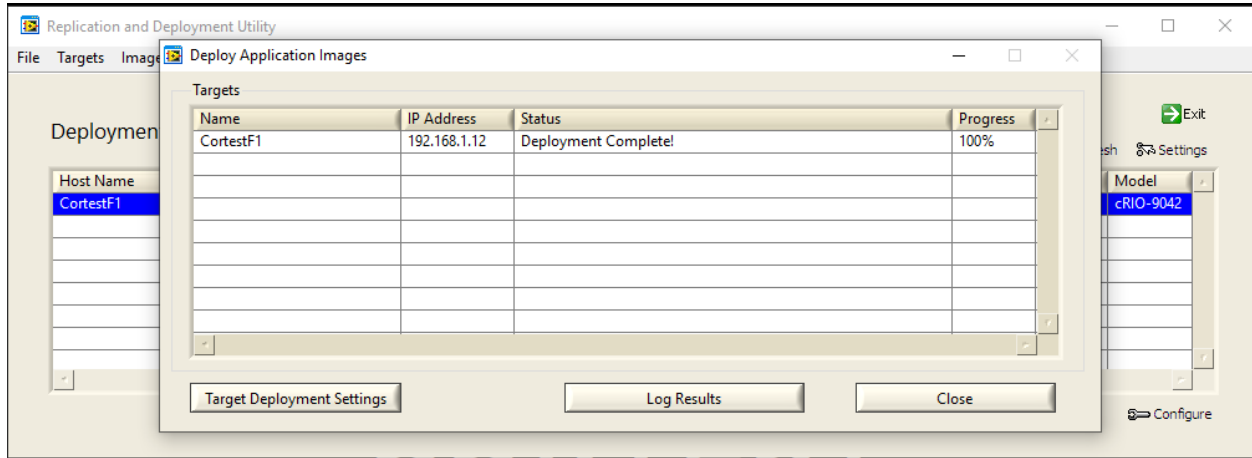 Replication and Deployment Utility
File Targets Image
Deploy Application Images
Targets
Name IP Address Status Progress
CortestF1 192.168.1.12 Deployment Complete! 100%
Exit
Deploymen
esh Settings
Host Name Model
CortestF1 cRIO-9042
Target Deployment Settings Log Results Close
Configure